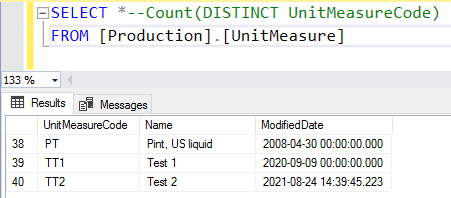 SELECT *--Count(DISTINCT UnitMeasureCode)
FROM [Production].[UnitMeasure]
133 %
Results Messages
UnitMeasureCode Name ModifiedDate
38 PT Pint, US liquid 2008-04-30 00:00:00.000
39 TT1 Test 1 2020-09-09 00:00:00.000
40 TT2 Test 2 2021-08-24 14:39:45.223